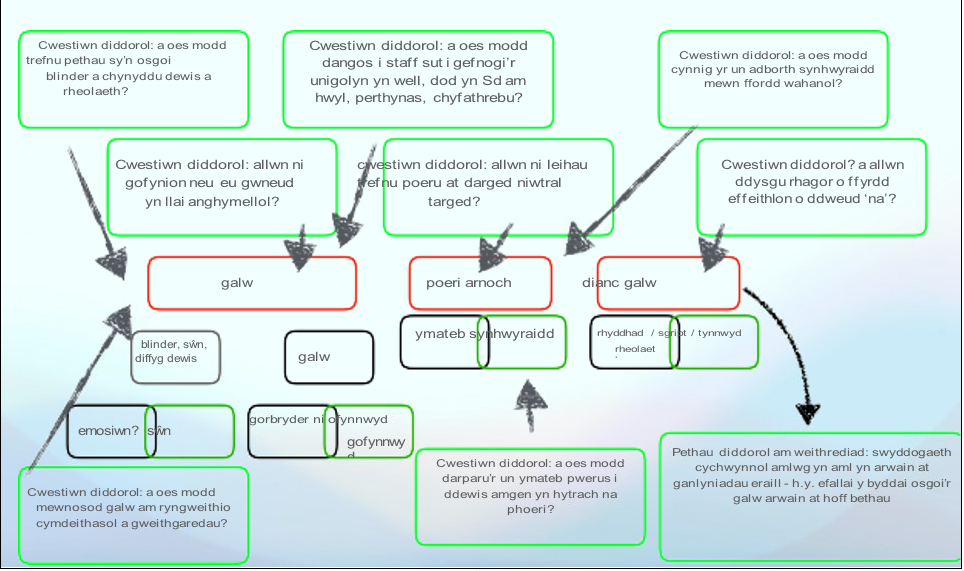 Cwestiwn diddorol: a oes modd
trefnu pethau sy'n osgoi
blinder a chynyddu dewis a
rheolaeth?
Cwestiwn diddorol: a oes modd
dangos i staff sut i gefnogi'r
unigolyn yn well, dod yn Sd am
hwyl, perthynas, chyfathrebu?
Cwestiwn diddorol: a oes modd
cynnig yr un adborth synhwyraidd
mewn ffordd wahanol?
Cwestiwn diddorol: allwn ni
gofynion neu eu gwneud
yn llai anghymellol?
cwestiwn diddorol: allwn ni leihau
trefnu poeru at darged niwtral
targed?
Cwestiwn diddorol? a allwn
ddysgu rhagor o ffyrdd
effeithlon o ddweud 'na'?
galw
poeri arnoch
dianc galw
blinder, sŵn,
diffyg dewis
galw
ymateb synhwyraidd
rhyddhad / sgript / tynnwyd
rheolaet
emosiwn? sŵn
gorbryder ni ofynnwyd
gofynnwy
d
Cwestiwn diddorol: a oes modd
mewnosod galw am ryngweithio
cymdeithasol a gweithgaredau?
Cwestiwn diddorol: a oes modd
darparu'r un ymateb pwerus i
ddewis amgen yn hytrach na
phoeri?
Pethau diddorol am weithrediad: swyddogaeth
cychwynnol amlwg yn aml yn arwain at
ganlyniadau eraill - h.y. efallai y byddai osgoi'r
galw arwain at hoff bethau